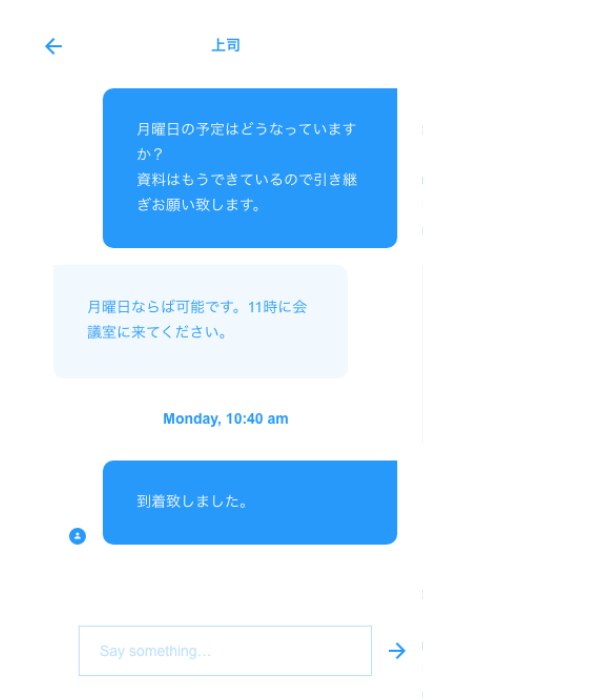 上司
月曜日の予定はどうなっています
か？
資料はもうできているので引き継
ぎお願い致します。
月曜日ならば可能です。11時に会
議室に来てください。
Monday, 10:40 am
到着致しました。
Say something...